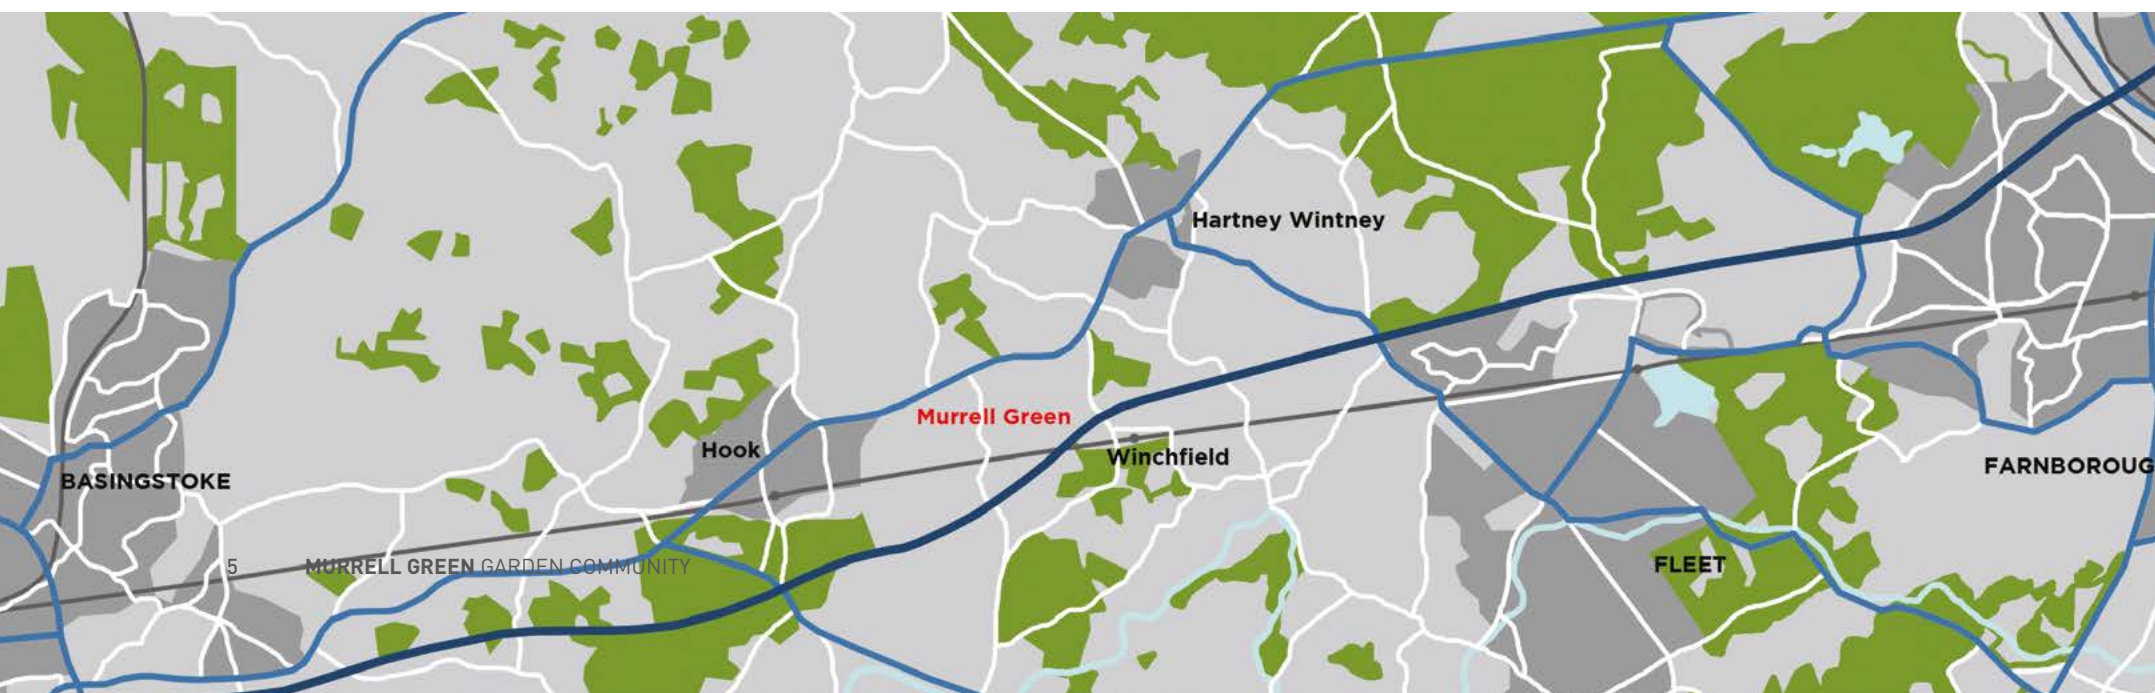 Hartney Wintney
Murrell Green
Hook
Winchfield
BASINGSTOKE
FARNBOROUG
FLEET
5 MURRELL GREEN GARDEN COMMUNITY